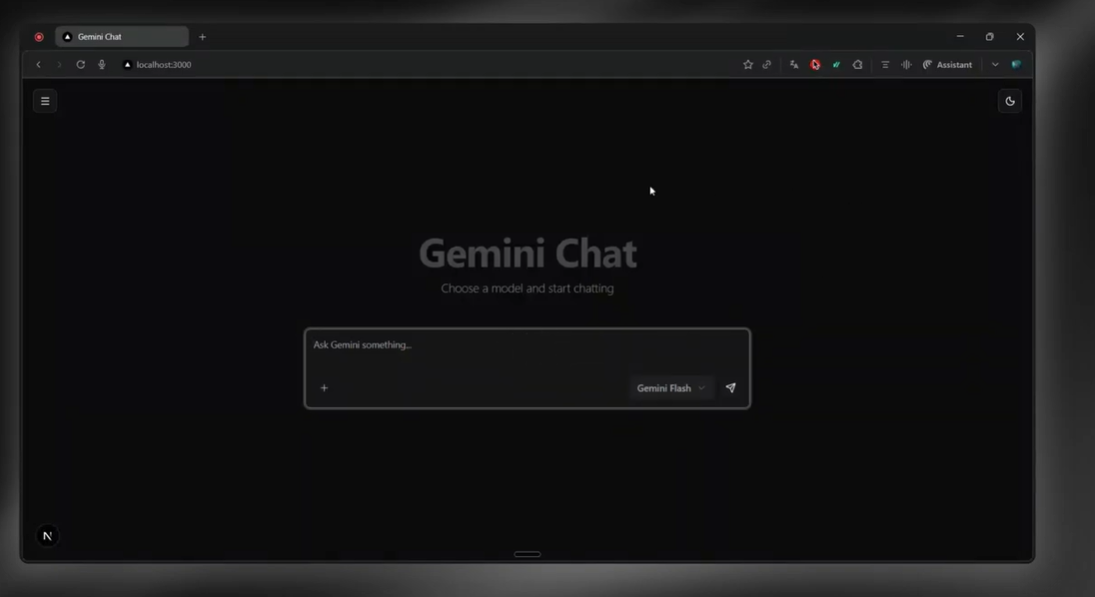 Gemini Chat
localhost:3000
Assistant
Gemini Chat
Choose a model and start chatting
Ask Gemini something...
Gemini Flash
N